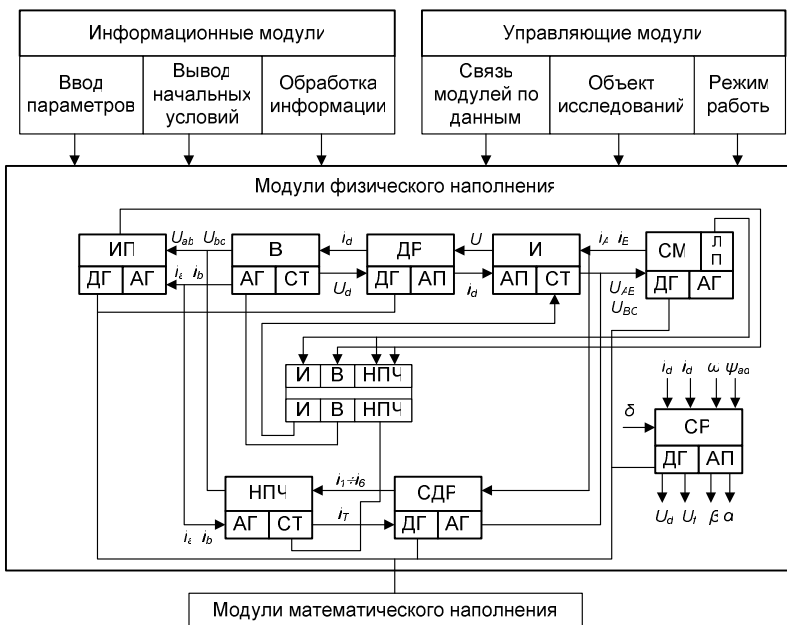 Информационные модули
Управляющие модули
Ввод параметров
Вывод начальных условий
Обработка информации
Связь модулей по данным
Объект исследований
Режим работь
Модули физического наполнения
ИП
ДГ АГ
Uab Ubc
ia ib
В
АГ СТ
id
Ud
ДР
ДГ АП
U
id
И
АП СТ
iA iB
UAB
UBC
СМ
ЛП
ДГ АГ
И В НПЧ
И В НПЧ
id id ω ψad
δ
СР
ДГ АП
Ud Uf β α
НПЧ
АГ СТ
ia ib
i1÷i6
iT
СДР
ДГ АГ
Модули математического наполнения